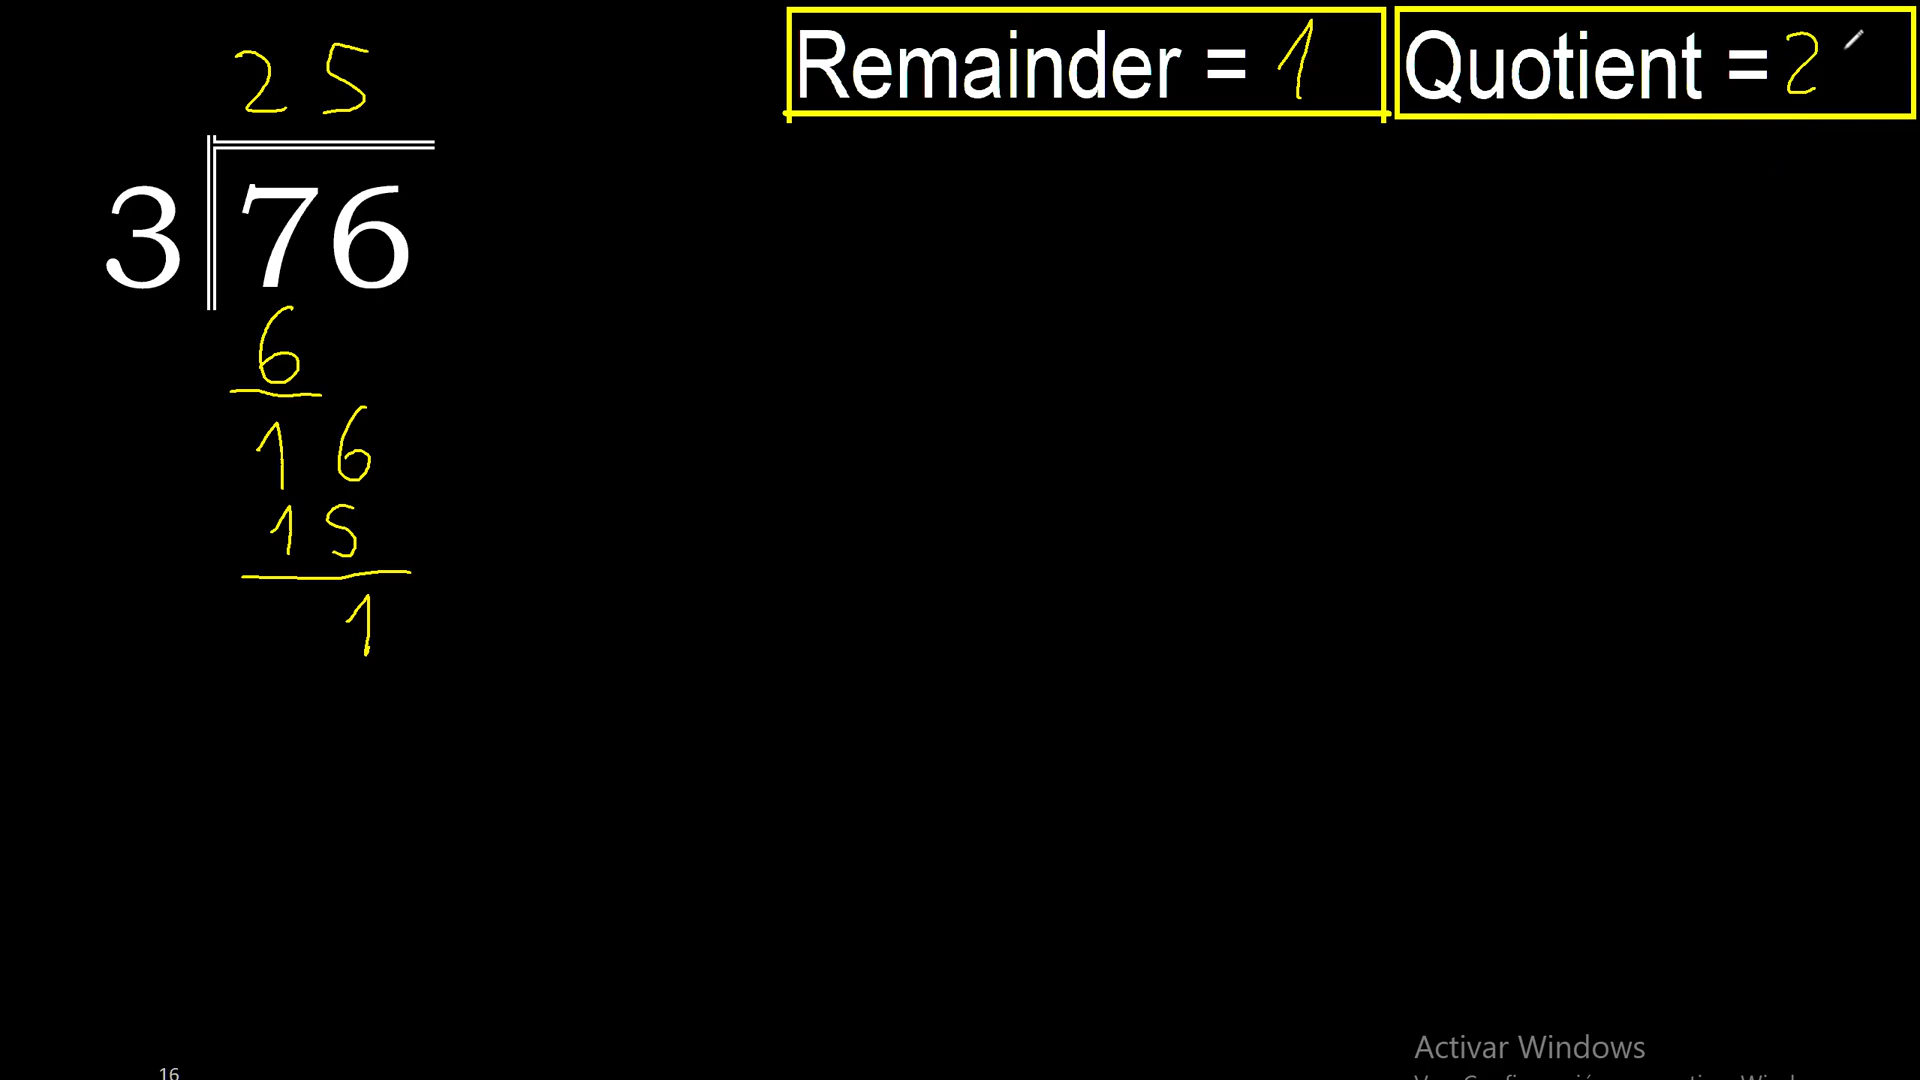 25
Remainder = 1
Quotient = 2
3 76
6
16
15
1
Activar Windows
16